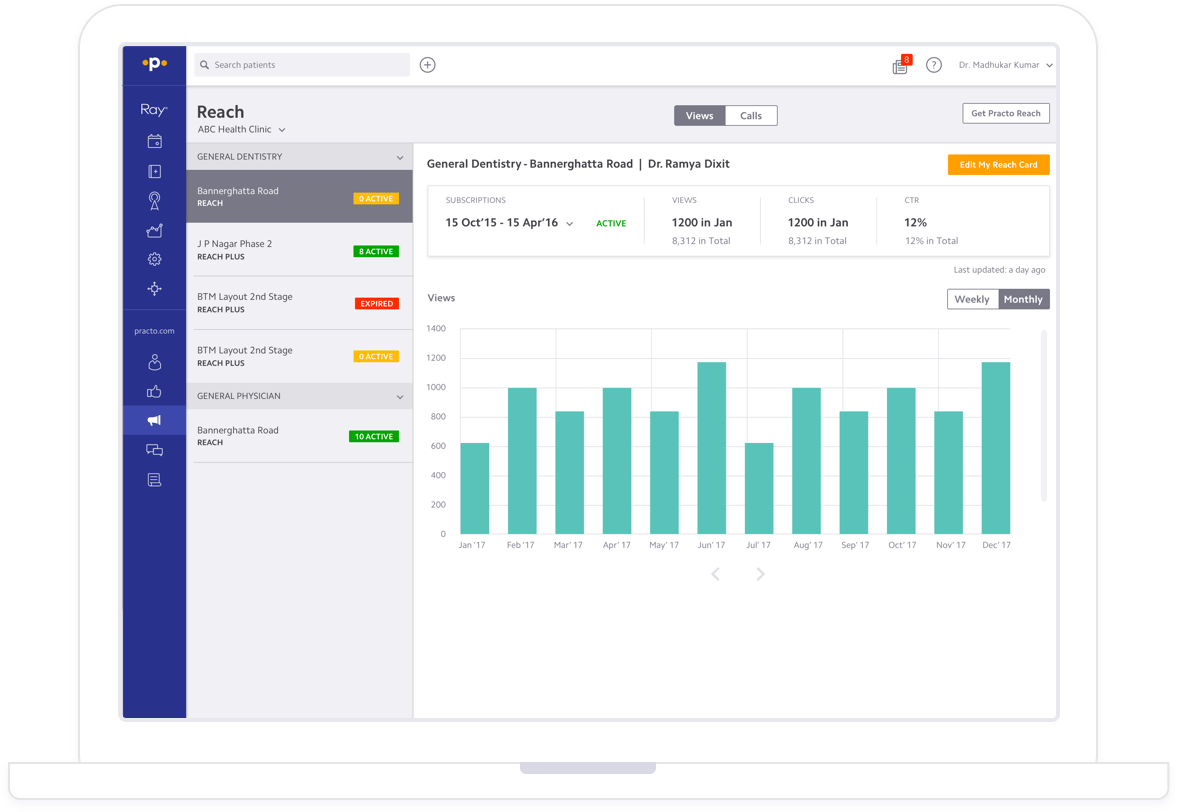 p
Search patients
8
?
Dr. Madhukar Kumar
Ray
practo.com
Reach
ABC Health Clinic
Views
Calls
Get Practo Reach
GENERAL DENTISTRY
Bannerghatta Road
REACH
0 ACTIVE
J P Nagar Phase 2
REACH PLUS
8 ACTIVE
BTM Layout 2nd Stage
REACH PLUS
EXPIRED
BTM Layout 2nd Stage
REACH PLUS
0 ACTIVE
GENERAL PHYSICIAN
Bannerghatta Road
REACH
10 ACTIVE
General Dentistry - Bannerghatta Road | Dr. Ramya Dixit
Edit My Reach Card
SUBSCRIPTIONS
15 Oct'15 - 15 Apr'16
ACTIVE
VIEWS
1200 in Jan
8,312 in Total
CLICKS
1200 in Jan
8,312 in Total
CTR
12%
12% in Total
Last updated: a day ago
Views
Weekly
Monthly
1400
1200
1000
800
600
400
200
0
Jan '17
Feb '17
Mar' 17
Apr' 17
May' 17
Jun' 17
Jul' 17
Aug' 17
Sep' 17
Oct' 17
Nov' 17
Dec' 17